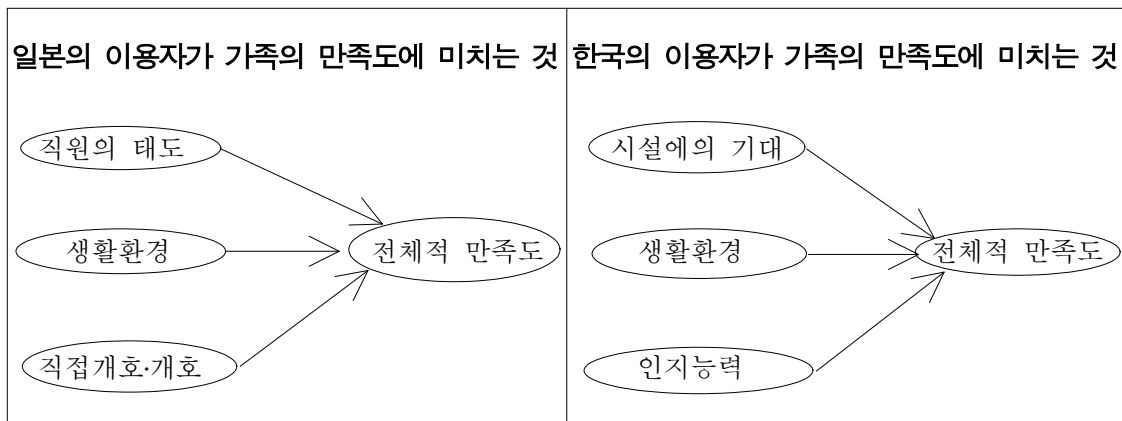 일본의 이용자가 가족의 만족도에 미치는 것
직원의 태도
생활환경
전체적 만족도
직접개호·개호
한국의 이용자가 가족의 만족도에 미치는 것
시설에의 기대
생활환경
전체적 만족도
인지능력